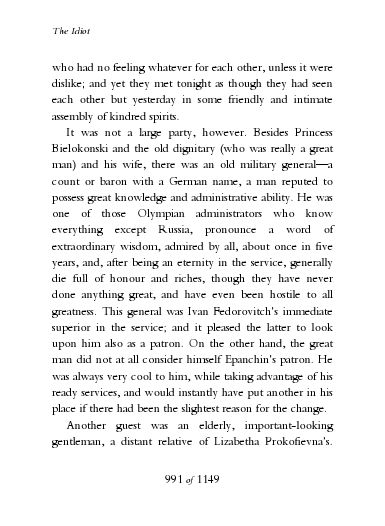 The Idiot
who had no feeling whatever for each other, unless it were
dislike; and yet they met tonight as though they had seen
each other but yesterday in some friendly and intimate
assembly of kindred spirits.
It was not a large party, however. Besides Princess
Bielokonski and the old dignitary (who was really a great
man) and his wife, there was an old military general—a
count or baron with a German name, a man reputed to
possess great knowledge and administrative ability. He was
one of those Olympian administrators who know
everything except Russia, pronounce a word of
extraordinary wisdom, admired by all, about once in five
years, and, after being an eternity in the service, generally
die full of honour and riches, though they have never
done anything great, and have even been hostile to all
greatness. This general was Ivan Fedorovitch's immediate
superior in the service; and it pleased the latter to look
upon him also as a patron. On the other hand, the great
man did not at all consider himself Epanchin's patron. He
was always very cool to him, while taking advantage of his
ready services, and would instantly have put another in his
place if there had been the slightest reason for the change.
Another guest was an elderly, important-looking
gentleman, a distant relative of Lizabetha Prokofievna's.
991 of 1149